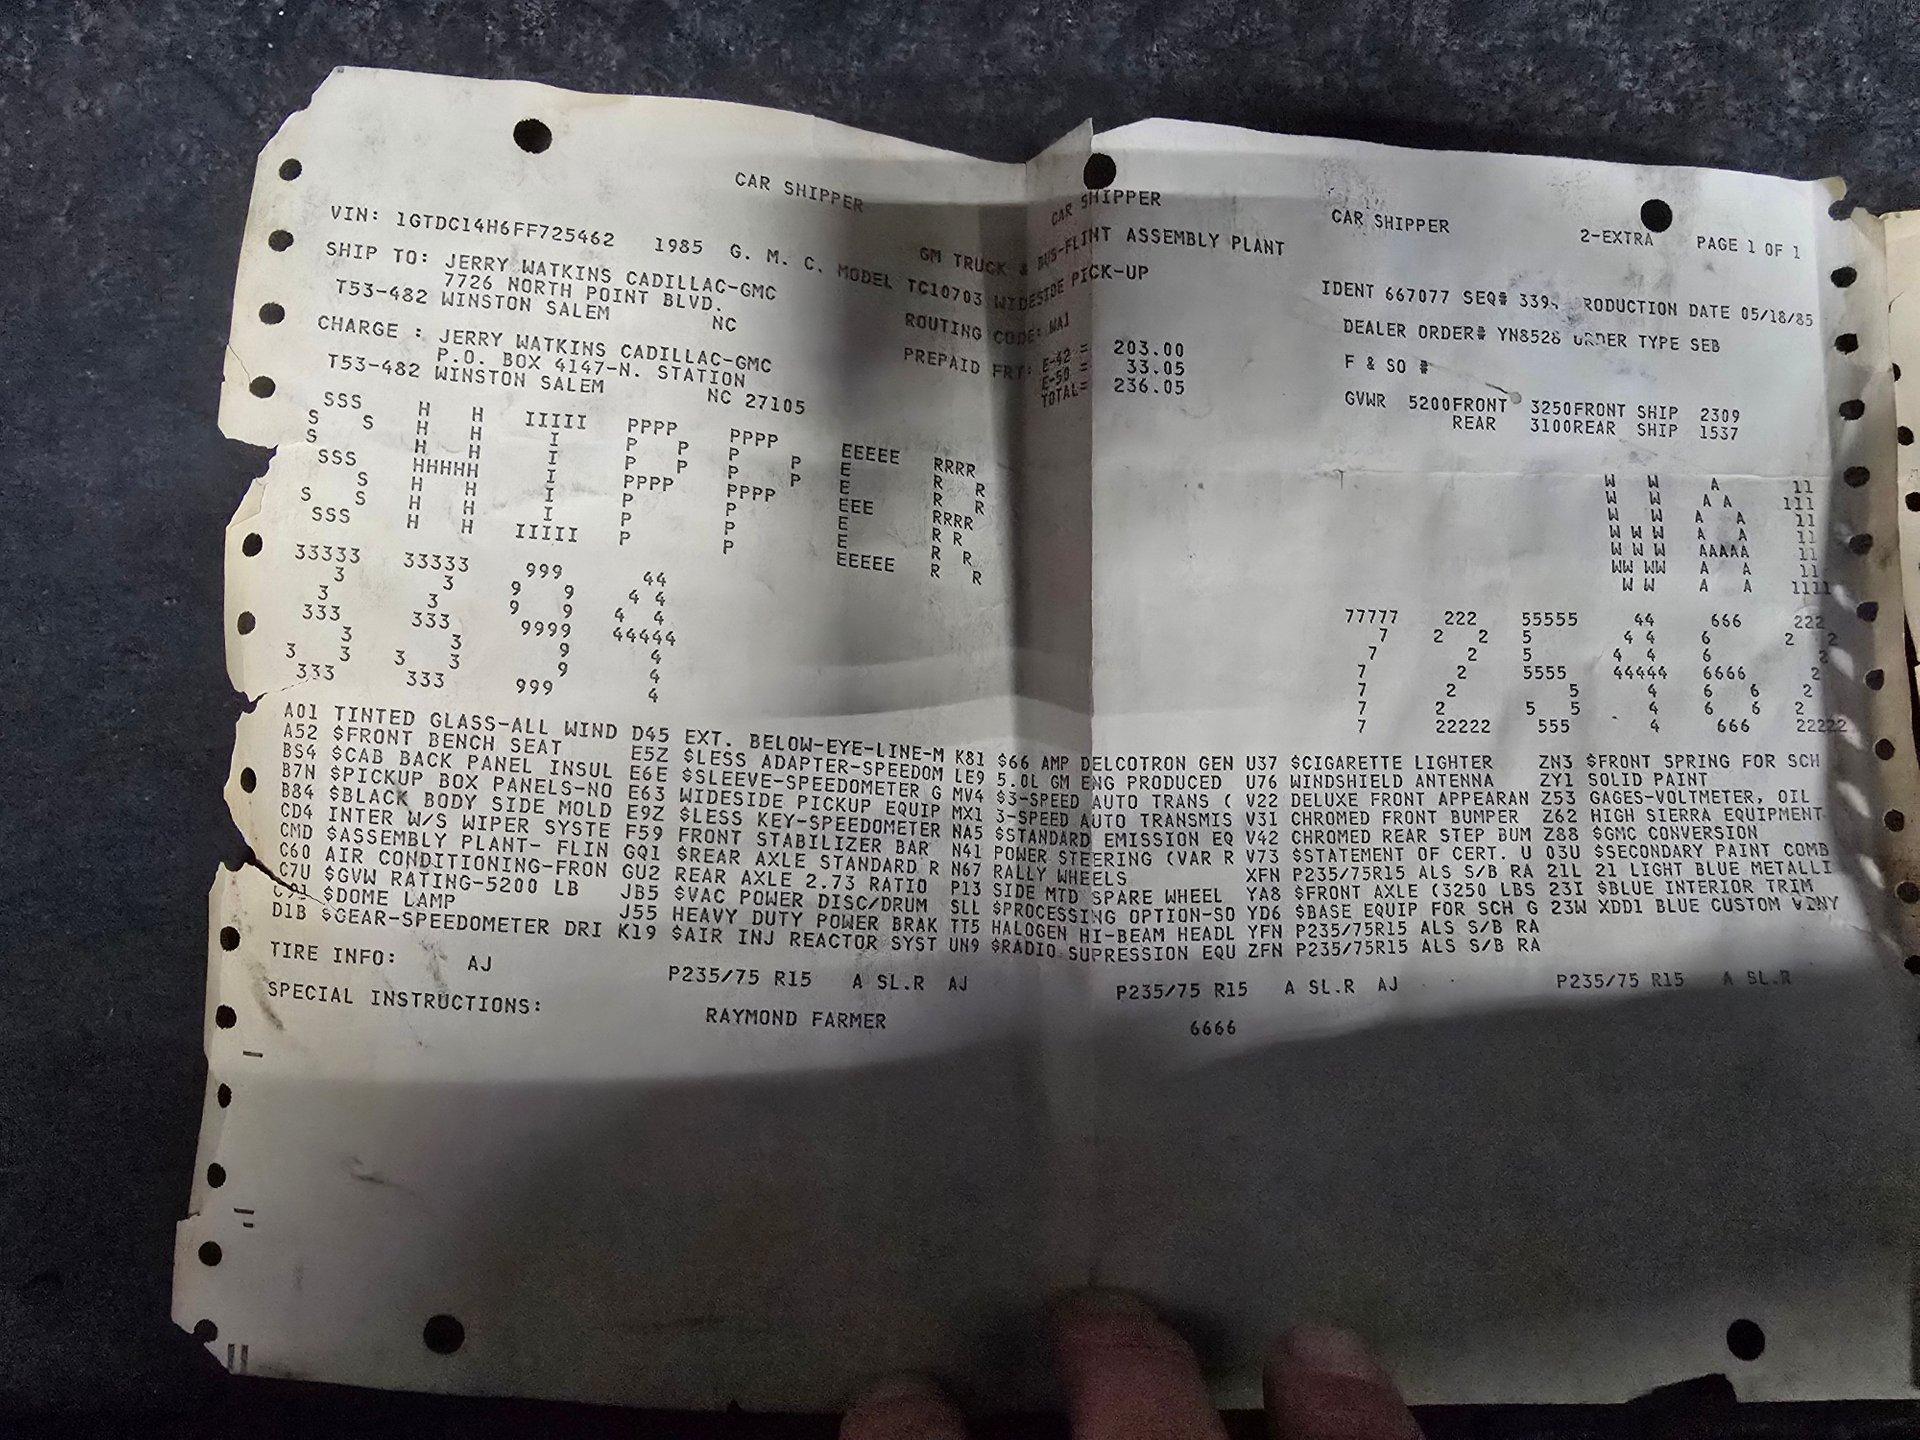 CAR SHIPPER CAR SHIPPER CAR SHIPPER 2-EXTRA PAGE 1 OF 1
VIN: 1GTDC14H6FF725462 1985 G. M. C. MODEL TC10703 WIDESIDE PICK-UP
GM TRUCK & BUS-FLINT ASSEMBLY PLANT
IDENT 667077 SEQ# 339 PRODUCTION DATE 05/18/85
SHIP TO: JERRY WATKINS CADILLAC-GMC
7726 NORTH POINT BLVD.
T53-482 WINSTON SALEM NC
ROUTING CODE: WA1
DEALER ORDER# YN8528 ORDER TYPE SEB
CHARGE : JERRY WATKINS CADILLAC-GMC
P.O. BOX 4147-N. STATION
T53-482 WINSTON SALEM NC 27105
PREPAID FRT: E-42 = 203.00
E-50 = 33.05
TOTAL= 236.05
F & SO #
GVWR 5200FRONT 3250FRONT SHIP 2309
REAR 3100REAR SHIP 1537
SHIPPER WA1
3394 725462
A01 TINTED GLASS-ALL WIND D45 EXT. BELOW-EYE-LINE-M K81 $66 AMP DELCOTRON GEN U37 $CIGARETTE LIGHTER ZN3 $FRONT SPRING FOR SCH
A52 $FRONT BENCH SEAT E5Z $LESS ADAPTER-SPEEDOM LE9 5.0L GM ENG PRODUCED U76 WINDSHIELD ANTENNA ZY1 SOLID PAINT
BS4 $CAB BACK PANEL INSUL E6E $SLEEVE-SPEEDOMETER G MV4 $3-SPEED AUTO TRANS ( V22 DELUXE FRONT APPEARAN Z53 GAGES-VOLTMETER, OIL
B7N $PICKUP BOX PANELS-NO E63 WIDESIDE PICKUP EQUIP MX1 3-SPEED AUTO TRANSMIS V31 CHROMED FRONT BUMPER Z62 HIGH SIERRA EQUIPMENT
B84 $BLACK BODY SIDE MOLD E9Z $LESS KEY-SPEEDOMETER NA5 $STANDARD EMISSION EQ V42 CHROMED REAR STEP BUM Z88 $GMC CONVERSION
CD4 INTER W/S WIPER SYSTE F59 FRONT STABILIZER BAR N41 POWER STEERING (VAR R V73 $STATEMENT OF CERT. U 03U $SECONDARY PAINT COMB
CMD $ASSEMBLY PLANT- FLIN GQ1 $REAR AXLE STANDARD R N67 RALLY WHEELS XFN P235/75R15 ALS S/B RA 21L 21 LIGHT BLUE METALLI
C60 AIR CONDITIONING-FRON GU2 REAR AXLE 2.73 RATIO P13 SIDE MTD SPARE WHEEL YA8 $FRONT AXLE (3250 LBS 23I $BLUE INTERIOR TRIM
C7U $GVW RATING-5200 LB JB5 $VAC POWER DISC/DRUM SLL $PROCESSING OPTION-SO YD6 $BASE EQUIP FOR SCH G 23W XDD1 BLUE CUSTOM VINY
C91 $DOME LAMP J55 HEAVY DUTY POWER BRAK TT5 HALOGEN HI-BEAM HEADL YFN P235/75R15 ALS S/B RA
D1B $GEAR-SPEEDOMETER DRI K19 $AIR INJ REACTOR SYST UN9 $RADIO SUPRESSION EQU ZFN P235/75R15 ALS S/B RA
TIRE INFO: AJ P235/75 R15 A SL.R AJ P235/75 R15 A SL.R AJ P235/75 R15 A SL.R
SPECIAL INSTRUCTIONS: RAYMOND FARMER 6666